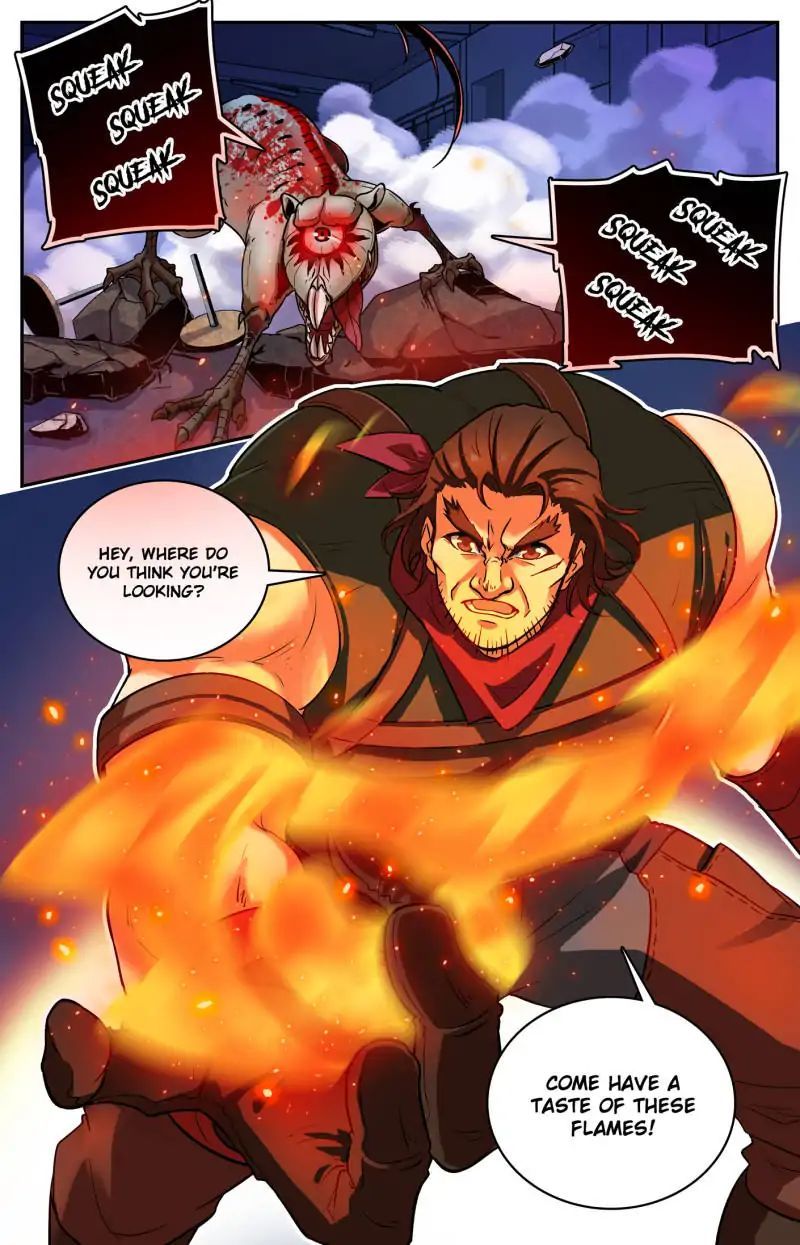 SQUEAK
SQUEAK
SQUEAK
SQUEAK
SQUEAK
SQUEAK
HEY, WHERE DO
YOU THINK YOU'RE
LOOKING?
COME HAVE A
TASTE OF THESE
FLAMES!